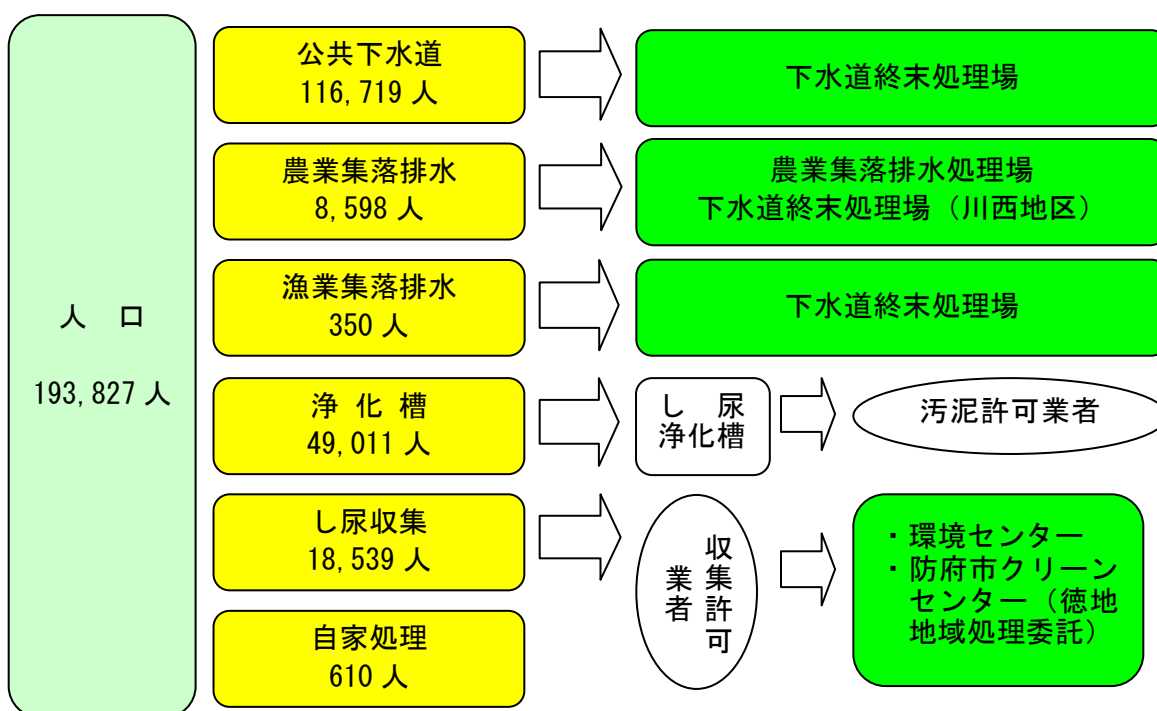 人　口
193,827 人
公共下水道
116,719 人
下水道終末処理場
農業集落排水
8,598 人
農業集落排水処理場
下水道終末処理場（川西地区）
漁業集落排水
350 人
下水道終末処理場
浄 化 槽
49,011 人
し　尿
浄化槽
汚泥許可業者
し尿収集
18,539 人
収集許可
業者
・環境センター
・防府市クリーン
センター（徳地
地域処理委託）
自家処理
610 人